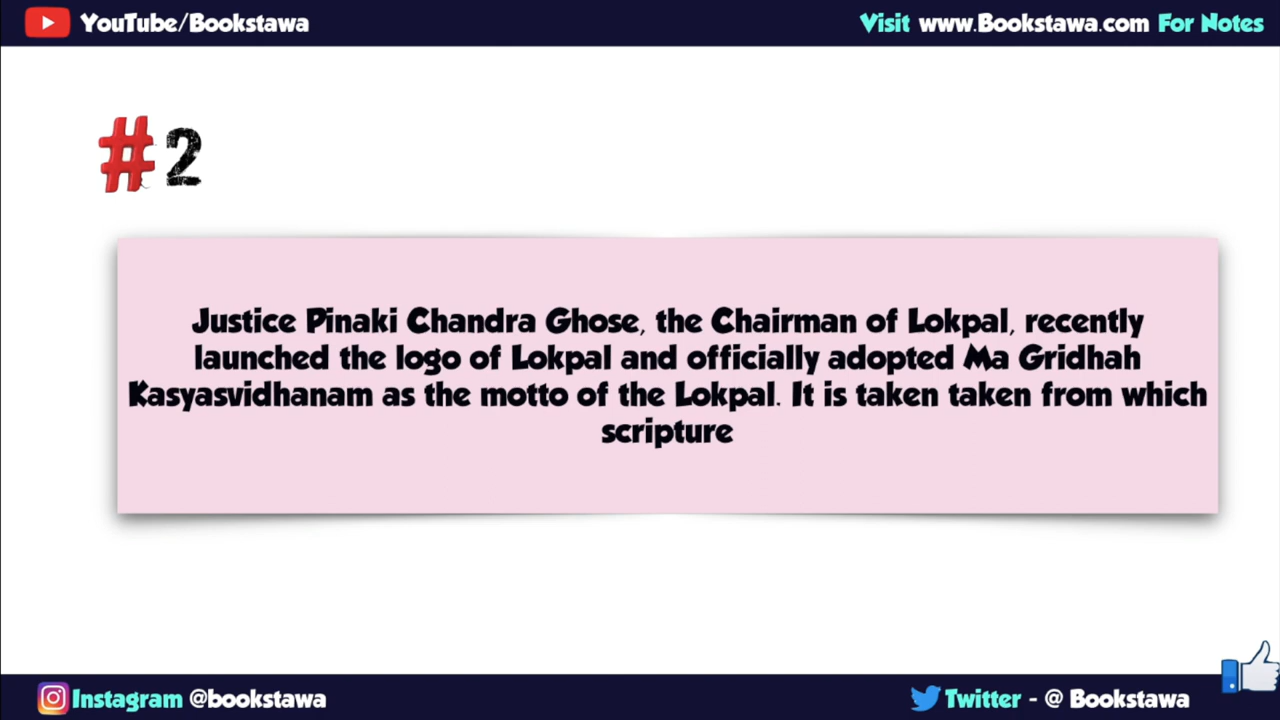 YouTube/Bookstawa
Visit www.Bookstawa.com For Notes
#2
Justice Pinaki Chandra Ghose, the Chairman of Lokpal, recently
launched the logo of Lokpal and officially adopted Ma Gridhah
Kasyasvidhanam as the motto of the Lokpal. It is taken taken from which
scripture
Instagram @bookstawa
Twitter - @ Bookstawa